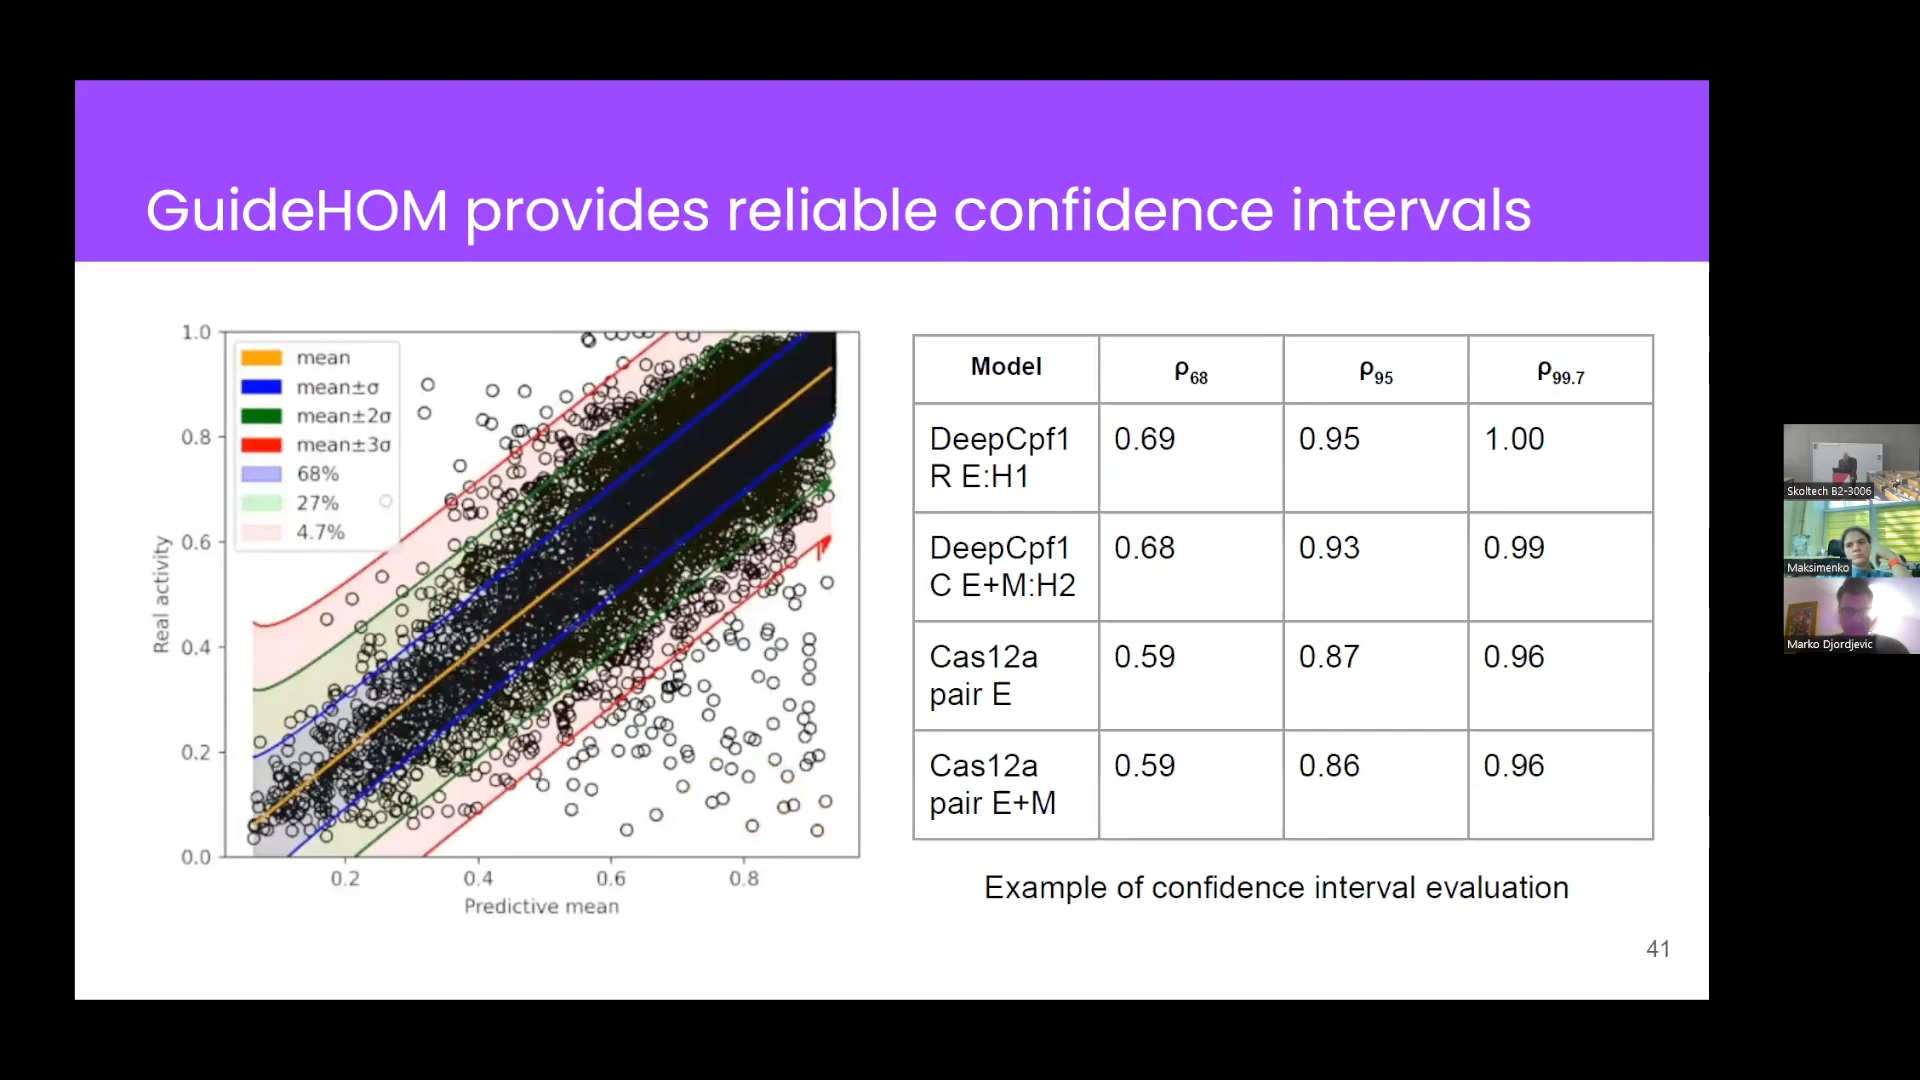 GuideHOM provides reliable confidence intervals
1.0
0.8
0.6
0.4
0.2
0.0
Real activity
mean
mean±σ
mean±2σ
mean±3σ
68%
27%
4.7%
0.2 0.4 0.6 0.8
Predictive mean
Model ρ68 ρ95 ρ99.7
DeepCpf1 0.69 0.95 1.00
R E:H1
DeepCpf1 0.68 0.93 0.99
C E+M:H2
Cas12a 0.59 0.87 0.96
pair E
Cas12a 0.59 0.86 0.96
pair E+M
Example of confidence interval evaluation
41
Skoltech B2-3006
Maksimenko
Marko Djordjevic